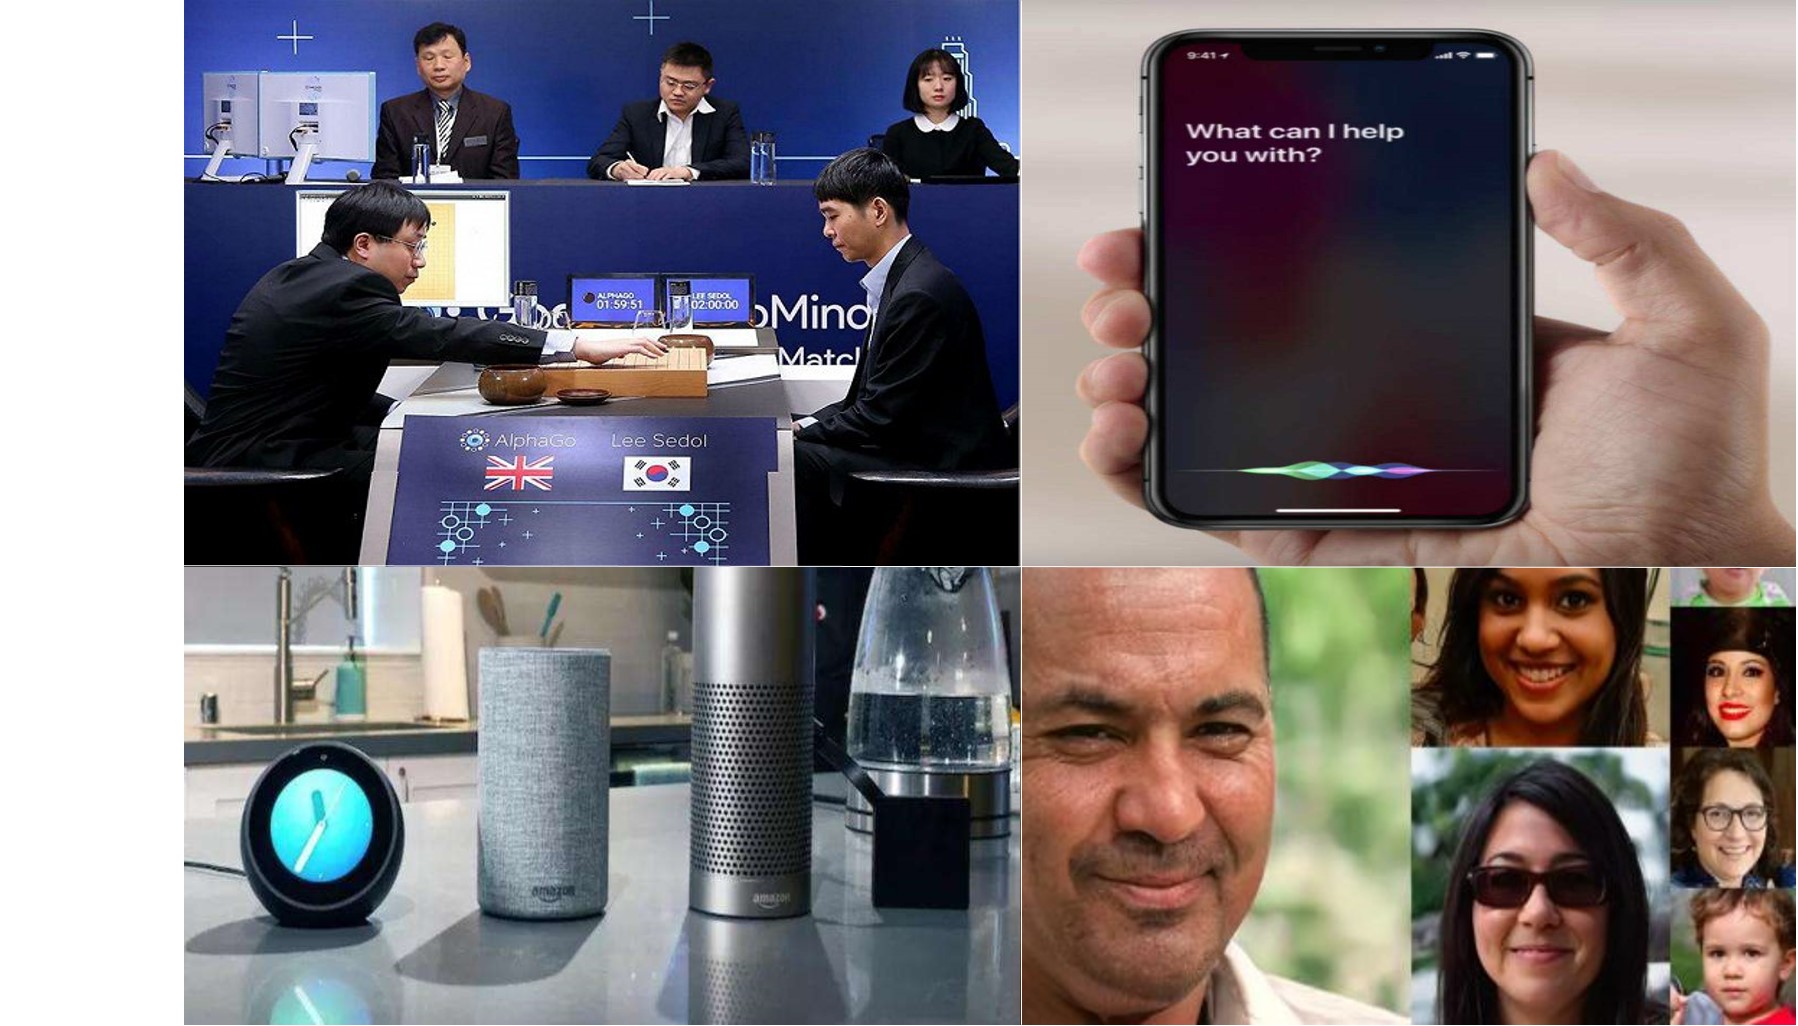 ALPHAGO
01:59:51
LEE SEDOL
02:00:00
Match
AlphaGo
Lee Sedol
9:41
What can I help
you with?
amazon
amazon